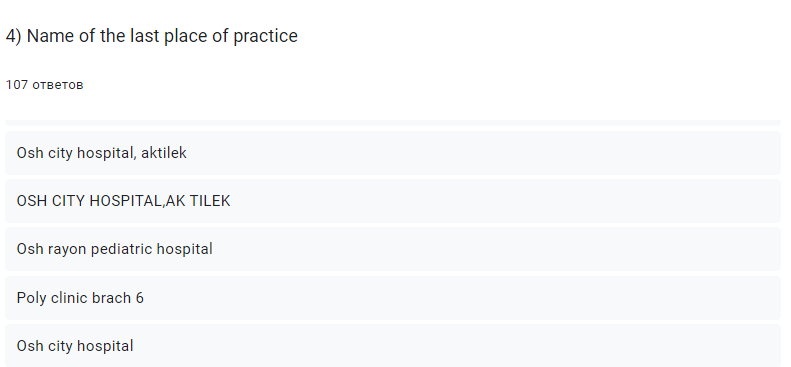 4) Name of the last place of practice
107 ответов
Osh city hospital, aktilek
OSH CITY HOSPITAL,AK TILEK
Osh rayon pediatric hospital
Poly clinic brach 6
Osh city hospital